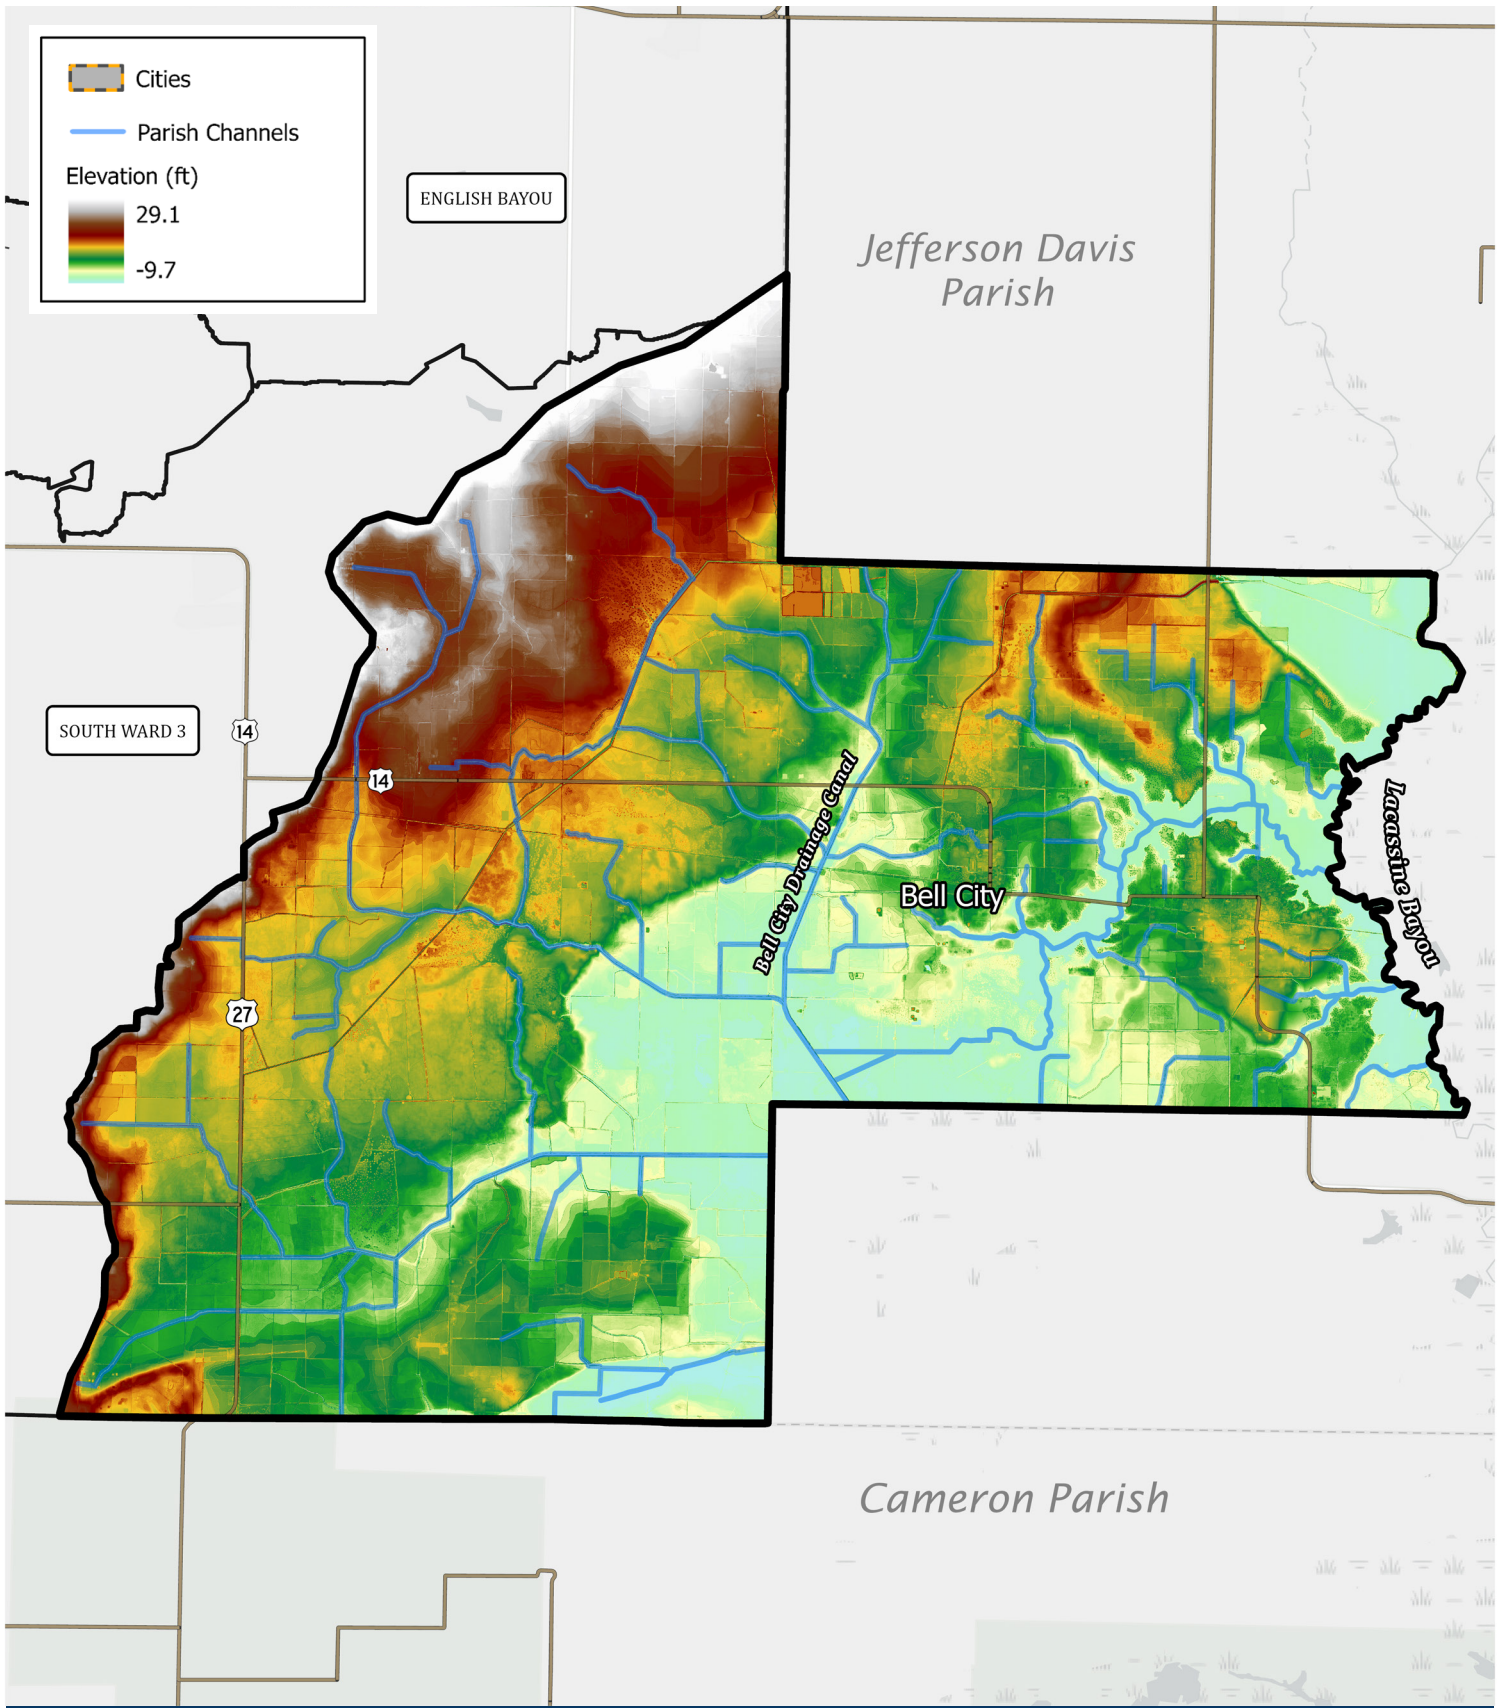 Cities
Parish Channels
Elevation (ft)
29.1
-9.7
ENGLISH BAYOU
Jefferson Davis
Parish
SOUTH WARD 3
14
14
Bell City Drainage Canal
Lacassine Bayou
Bell City
27
Cameron Parish